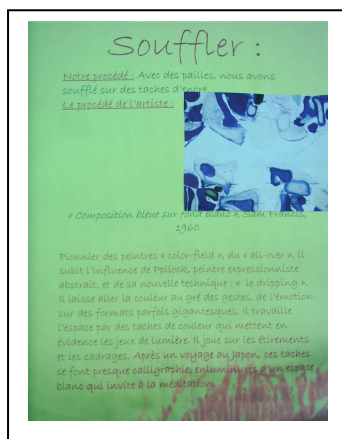 Souffler :
Notre procédé : Avec des pailles, nous avons
soufflé sur des taches d'encre.
Le procédé de l'artiste :
« Composition bleue sur fond blanc », Sam Francis,
1960
Pionnier des peintres « color-field », du « all-over », il
subit l'influence de Pollock, peintre expressionniste
abstrait, et de sa nouvelle technique : « le dripping ».
Il laisse aller la couleur au gré des gestes, de l'émotion
sur des formats parfois gigantesques. Il travaille
l'espace par des taches de couleur qui mettent en
évidence les jeux de lumière. Il joue sur les étirements
et les cadrages. Après un voyage au Japon, ces taches
se font presque calligraphie, enluminures d'un espace
blanc qui invite à la méditation.